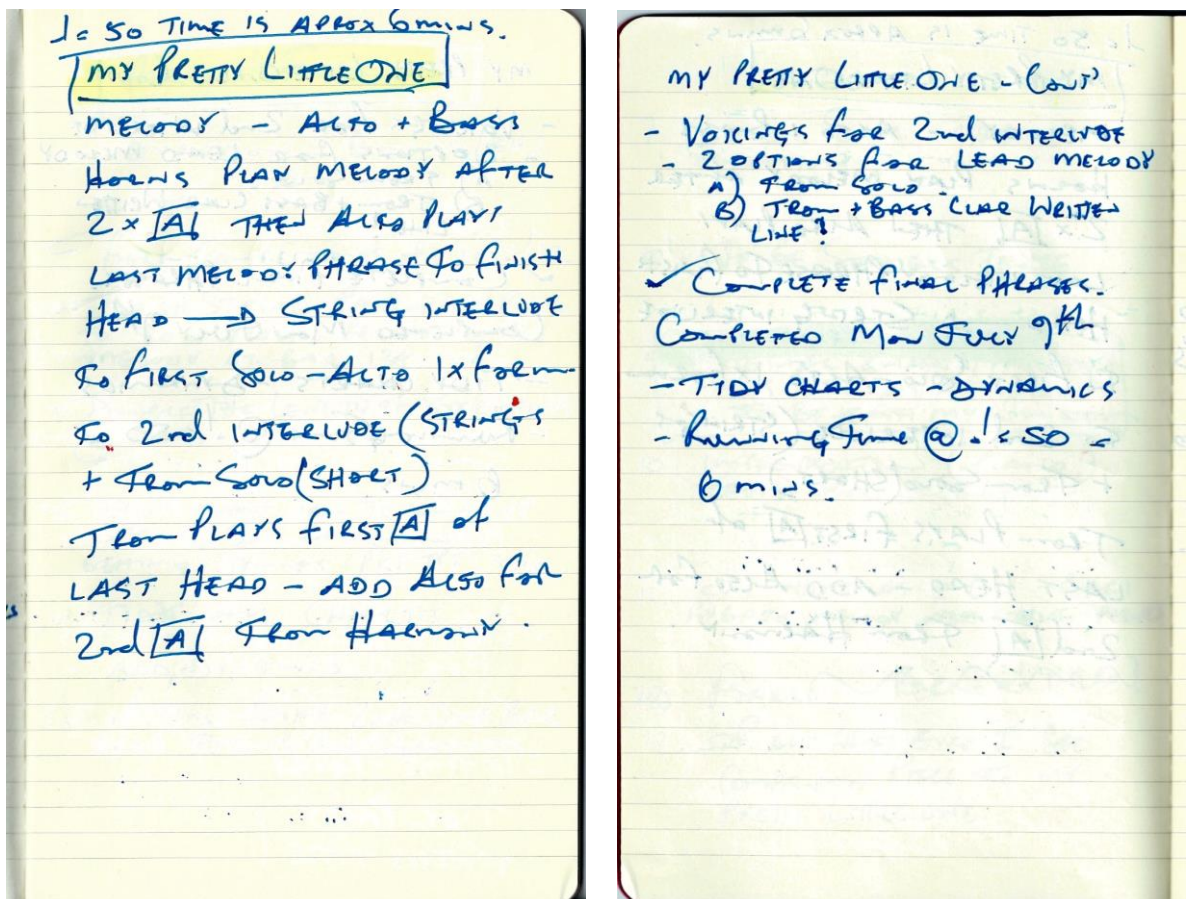 ♩= 50 TIME IS APROX 6 MINS.
MY PRETTY LITTLE ONE
MELODY - ALTO + BASS
HORNS PLAY MELODY AFTER
2 x [A] THEN ALTO PLAYS
LAST MELODY PHRASE TO FINISH
HEAD → STRING INTERLUDE
TO FIRST SOLO - ALTO 1x FORM
TO 2nd INTERLUDE (STRINGS
+ TROM SOLO (SHORT)
TROM PLAYS FIRST [A] of
LAST HEAD - ADD ALTO FOR
2nd [A] TROM HARMONY.
MY PRETTY LITTLE ONE - CONT'
- VOICINGS FOR 2nd INTERLUDE
- 2 OPTIONS FOR LEAD MELODY
A) TROM SOLO
B) TROM + BASS CLAR WRITTEN
LINE?
✓ COMPLETE FINAL PHRASES.
COMPLETED MON JULY 9th
- TIDY CHARTS - DYNAMICS
- RUNNING TIME @ ♩= 50 =
6 MINS.